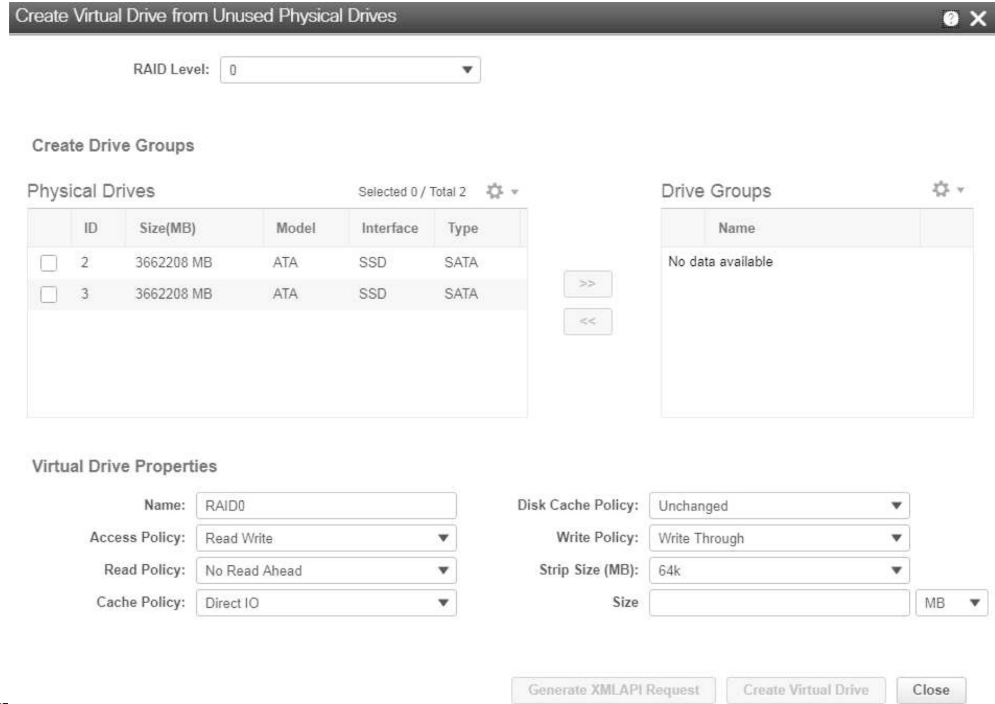 Create Virtual Drive from Unused Physical Drives
RAID Level: 0
Create Drive Groups
Physical Drives Selected 0 / Total 2 Drive Groups
ID Size(MB) Model Interface Type Name
2 3662208 MB ATA SSD SATA No data available
3 3662208 MB ATA SSD SATA
>>
<<
Virtual Drive Properties
Name: RAID0 Disk Cache Policy: Unchanged
Access Policy: Read Write Write Policy: Write Through
Read Policy: No Read Ahead Strip Size (MB): 64k
Cache Policy: Direct IO Size MB
Generate XMLAPI Request Create Virtual Drive Close